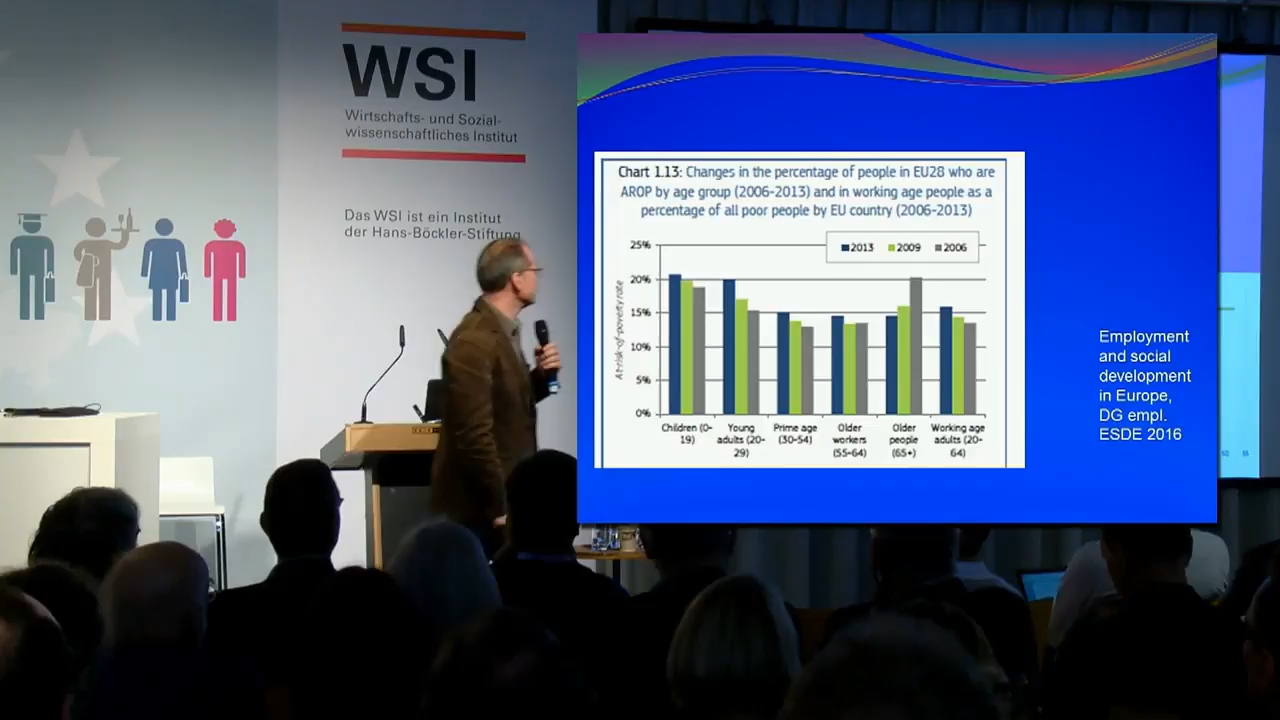 WSI
Wirtschafts- und Sozial-
wissenschaftliches Institut
Das WSI ist ein Institut
der Hans-Böckler-Stiftung
Chart 1.13: Changes in the percentage of people in EU28 who are
AROP by age group (2006-2013) and in working age people as a
percentage of all poor people by EU country (2006-2013)
2013 2009 2006
At-risk-of-poverty rate
25%
20%
15%
10%
5%
0%
Children (0-
19)
Young
adults (20-
29)
Prime age
(30-54)
Older
workers
(55-64)
Older
people
(65+)
Working age
adults (20-
64)
Employment
and social
development
in Europe,
DG empl.
ESDE 2016